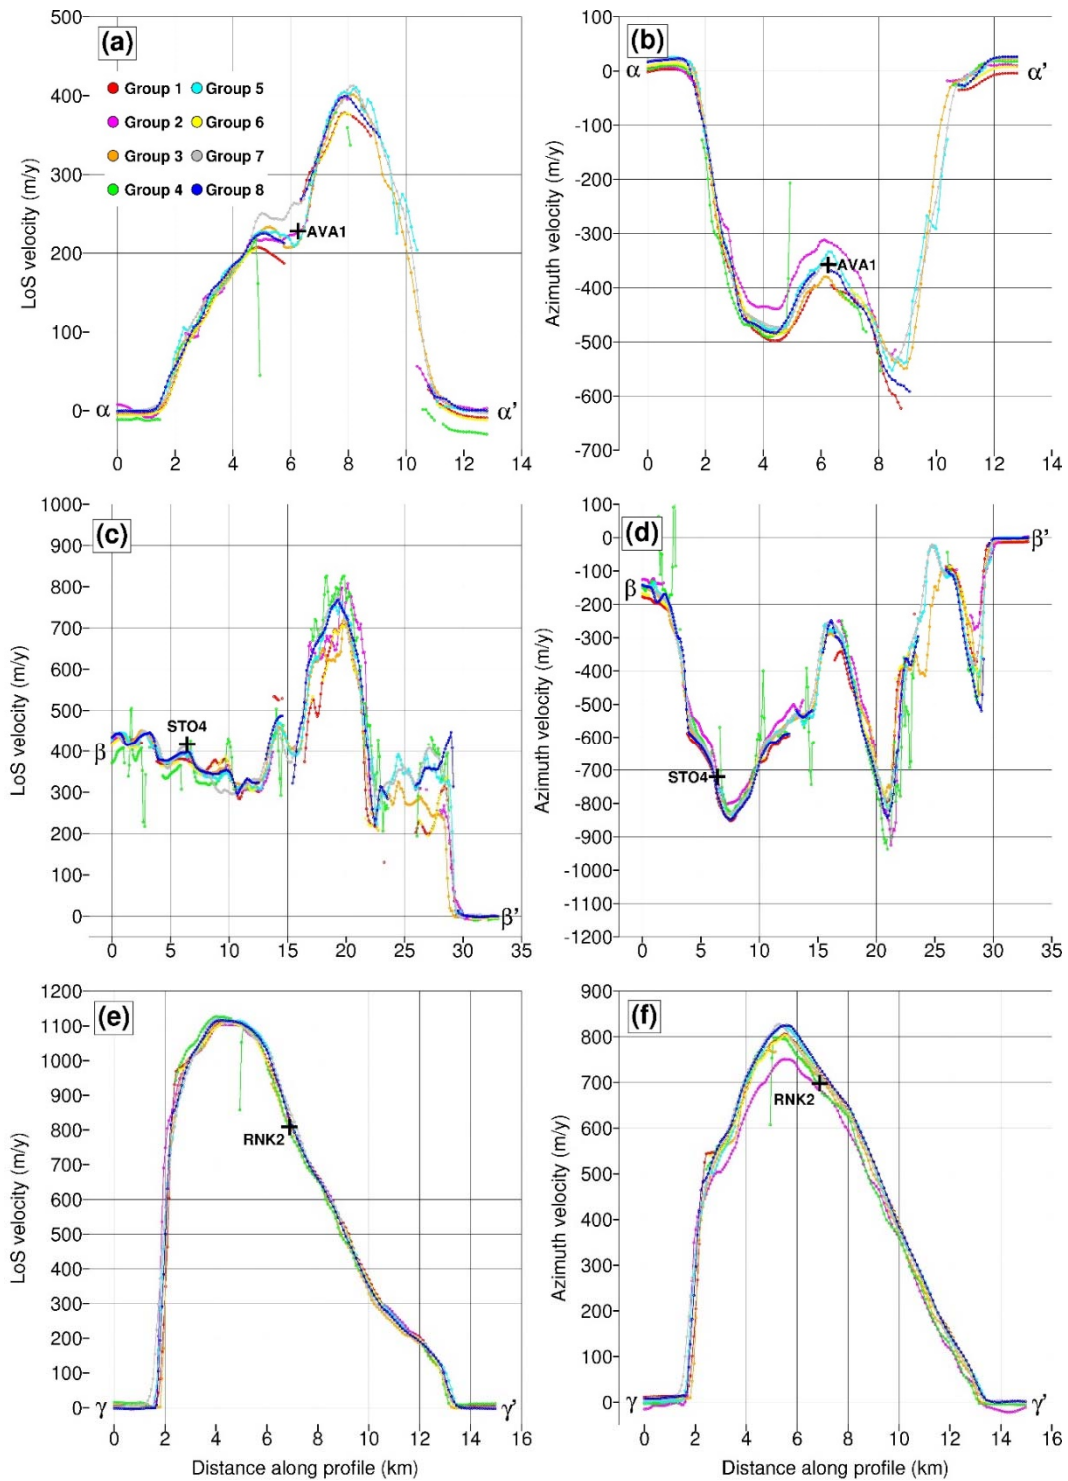 (a)
500
400
300
200
100
0
LoS velocity (m/y)
Group 1 Group 5
Group 2 Group 6
Group 3 Group 7
Group 4 Group 8
AVA1
α α'
0 2 4 6 8 10 12 14
(b)
100
0
-100
-200
-300
-400
-500
-600
-700
Azimuth velocity (m/y)
α α'
AVA1
0 2 4 6 8 10 12 14
(c)
1000
900
800
700
600
500
400
300
200
100
0
LoS velocity (m/y)
STO4
β β'
0 5 10 15 20 25 30 35
(d)
100
0
-100
-200
-300
-400
-500
-600
-700
-800
-900
-1000
-1100
-1200
Azimuth velocity (m/y)
β β'
STO4
0 5 10 15 20 25 30 35
(e)
1200
1100
1000
900
800
700
600
500
400
300
200
100
0
LoS velocity (m/y)
RNK2
γ γ'
0 2 4 6 8 10 12 14 16
Distance along profile (km)
(f)
900
800
700
600
500
400
300
200
100
0
Azimuth velocity (m/y)
RNK2
γ γ'
0 2 4 6 8 10 12 14 16
Distance along profile (km)